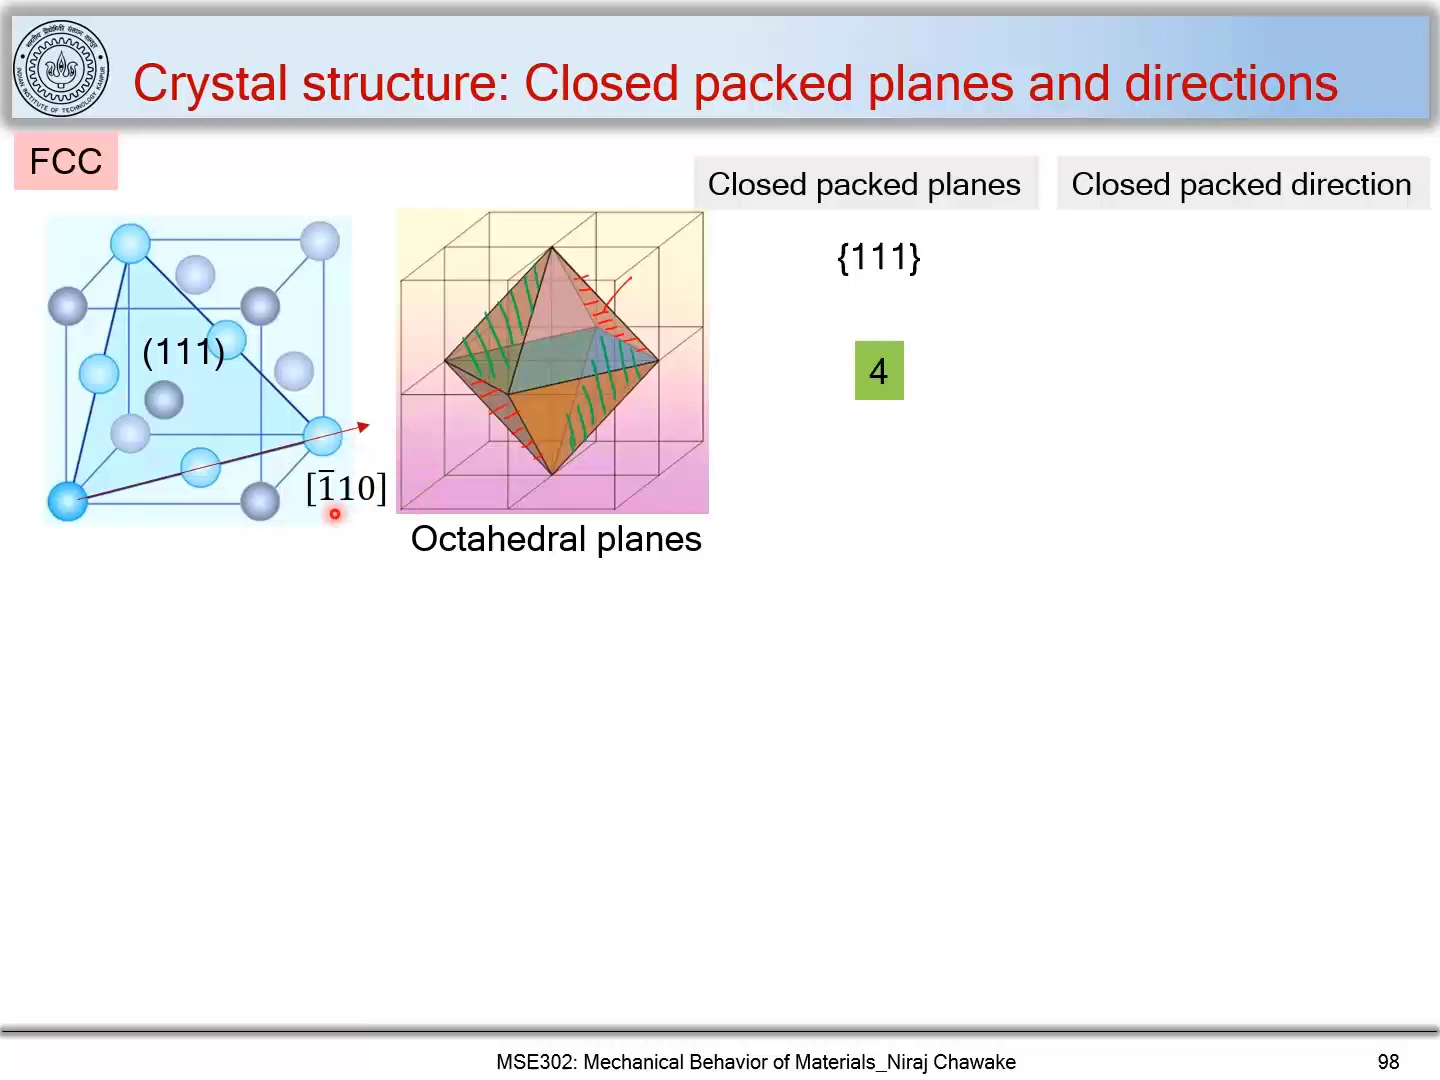 Crystal structure: Closed packed planes and directions
FCC
Closed packed planes
Closed packed direction
{111}
(111)
4
[1̅10]
Octahedral planes
MSE302: Mechanical Behavior of Materials_Niraj Chawake
98